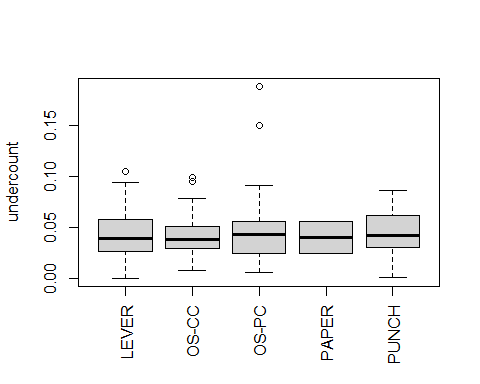 undercount
0.15
0.10
0.05
0.00
LEVER
OS-CC
OS-PC
PAPER
PUNCH